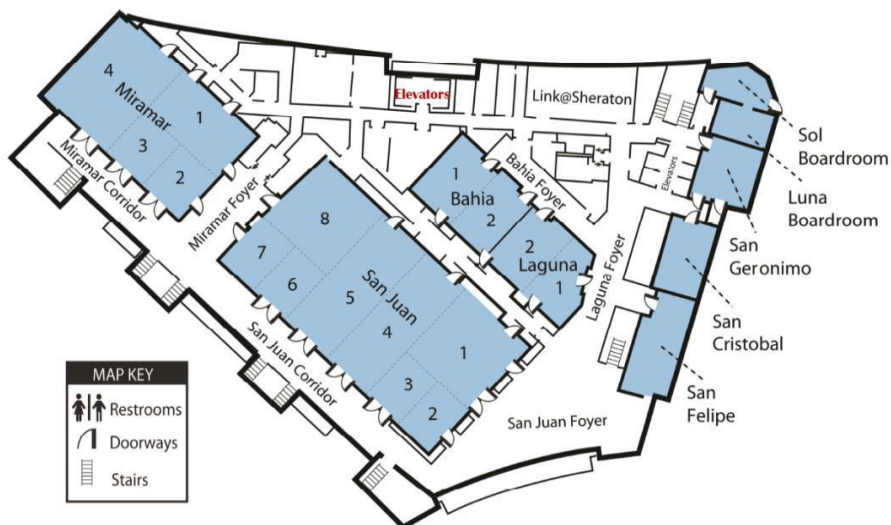 4
Miramar
1
3
2
Miramar Corridor
Miramar Foyer
Elevators
Link@Sheraton
1
Bahia
2
Bahia Foyer
Elevators
2
Laguna
1
Laguna Foyer
8
7
San Juan
6
5
4
1
3
2
San Juan Corridor
San Juan Foyer
Sol
Boardroom
Luna
Boardroom
San
Geronimo
San
Cristobal
San
Felipe
MAP KEY
Restrooms
Doorways
Stairs